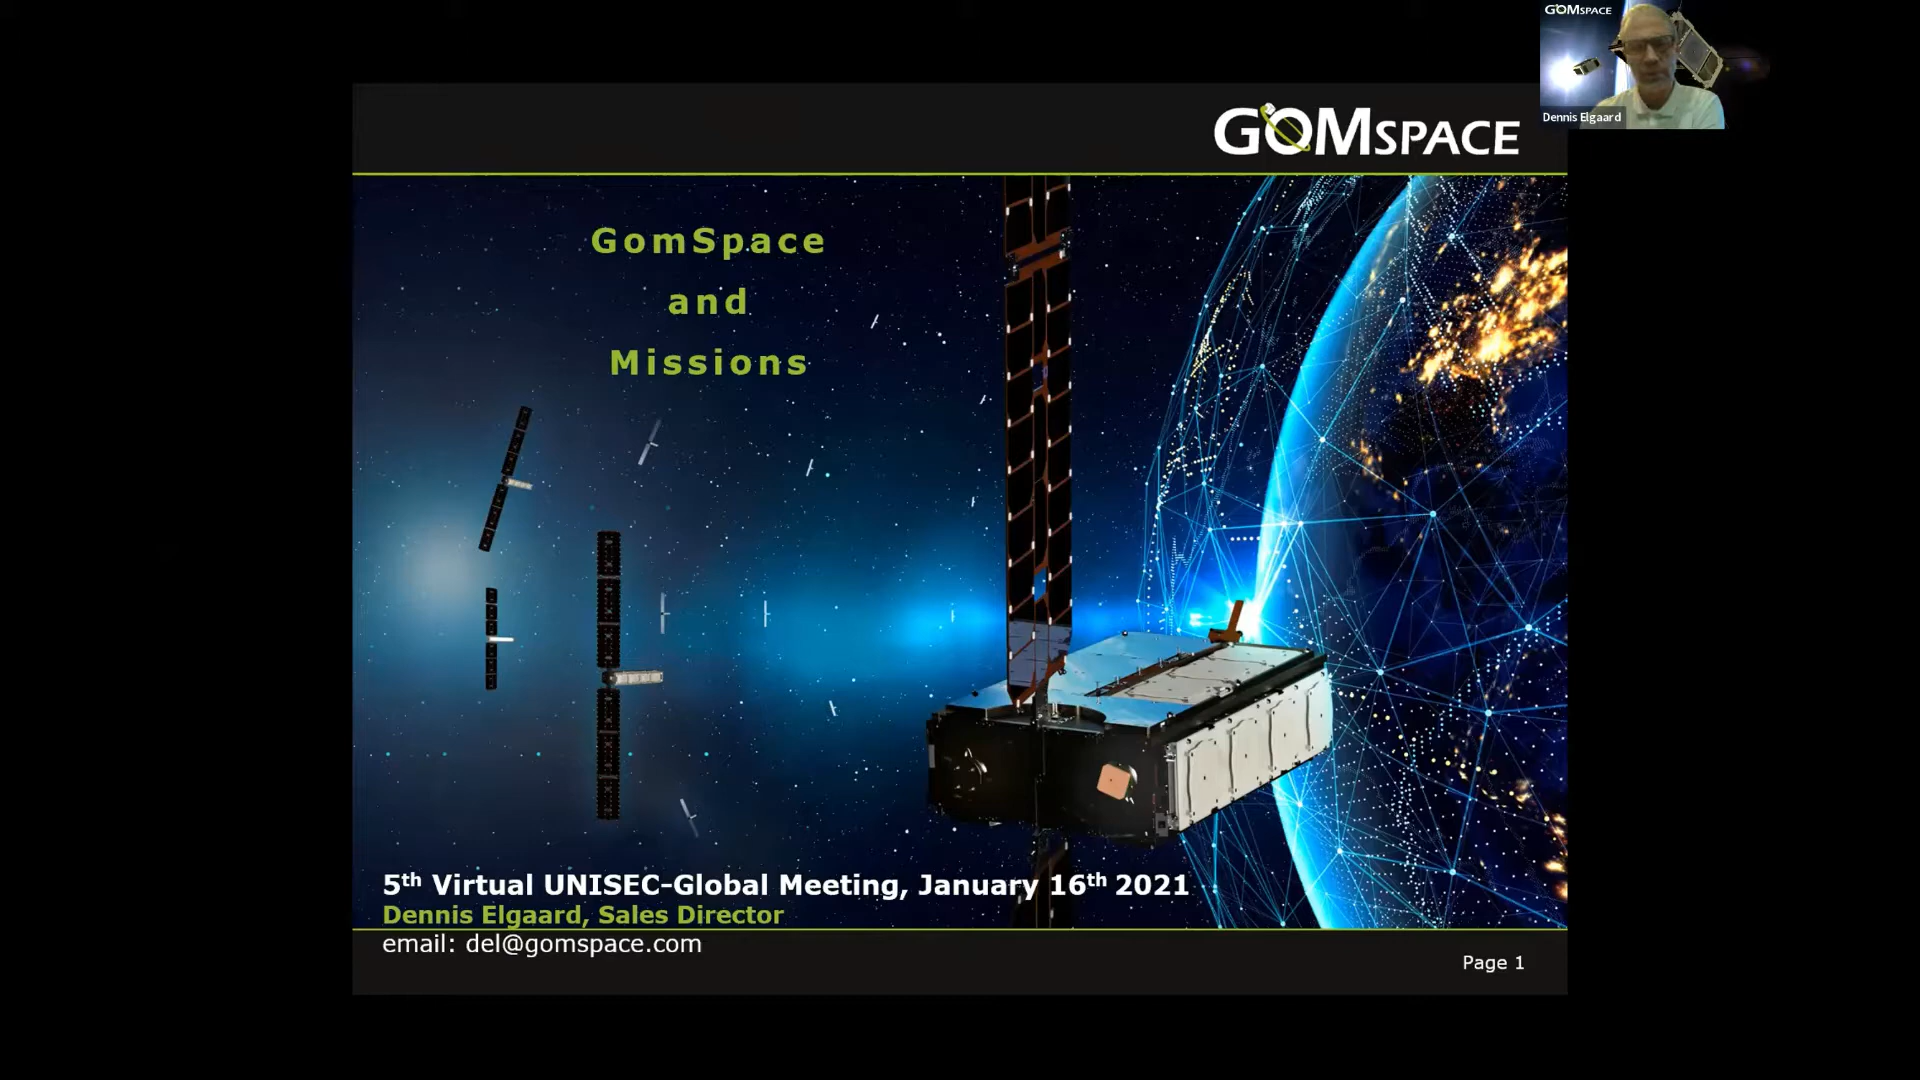 GOMSPACE
Dennis Elgaard
GOMSPACE
GomSpace
and
Missions
5th Virtual UNISEC-Global Meeting, January 16th 2021
Dennis Elgaard, Sales Director
email: del@gomspace.com
Page 1